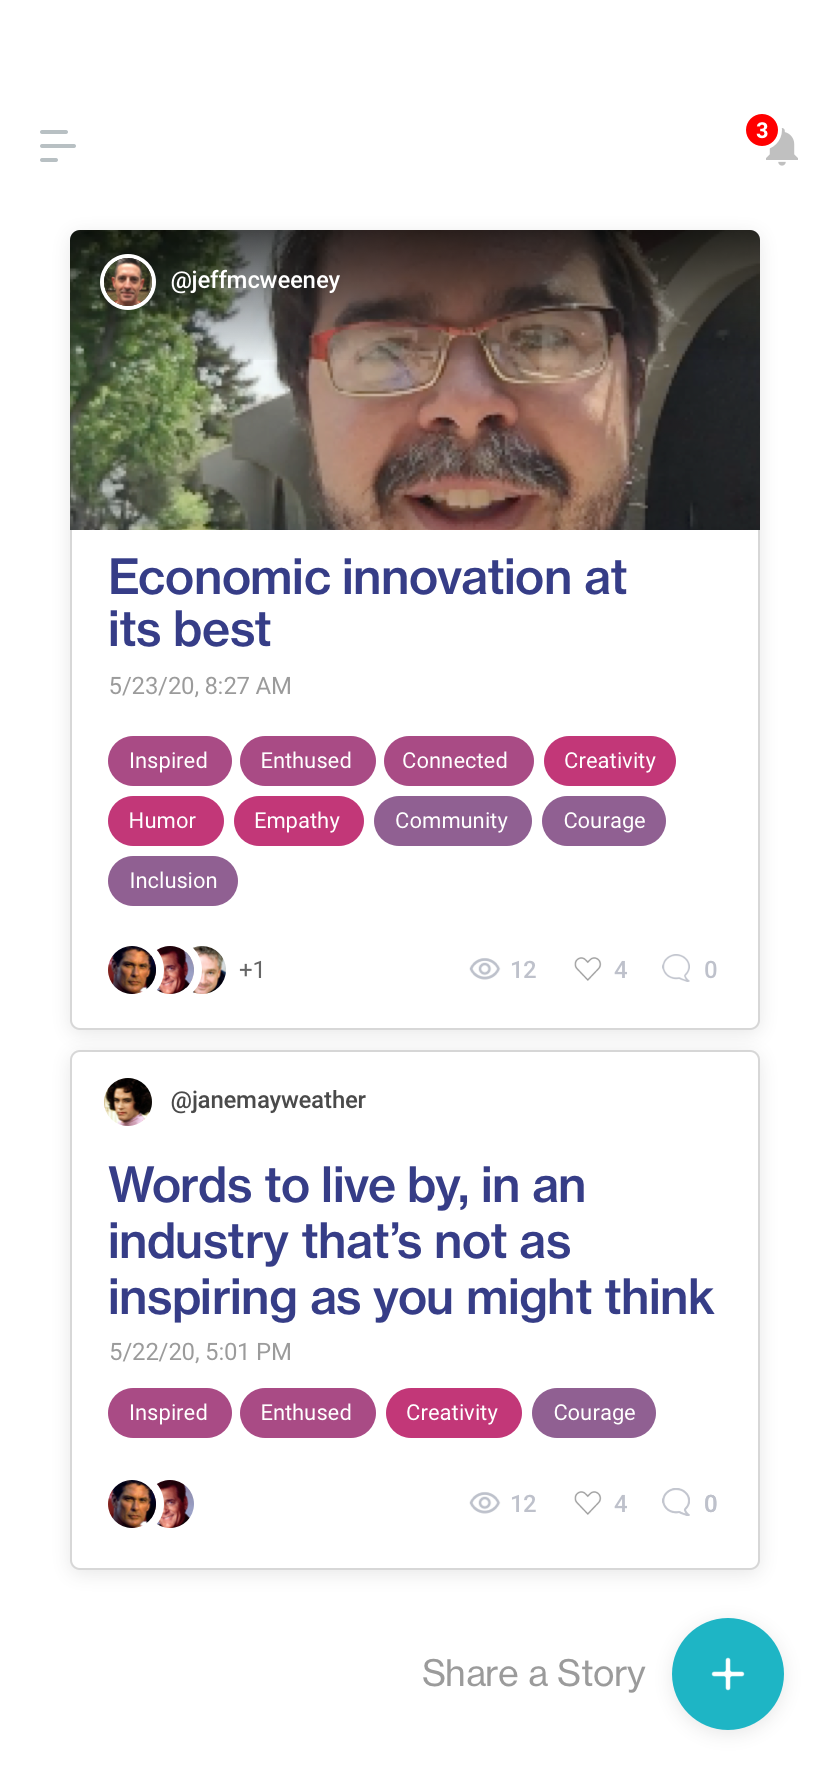 3
@jeffmcweeney
Economic innovation at
its best
5/23/20, 8:27 AM
Inspired Enthused Connected Creativity
Humor Empathy Community Courage
Inclusion
+1 12 4 0
@janemayweather
Words to live by, in an
industry that’s not as
inspiring as you might think
5/22/20, 5:01 PM
Inspired Enthused Creativity Courage
12 4 0
Share a Story